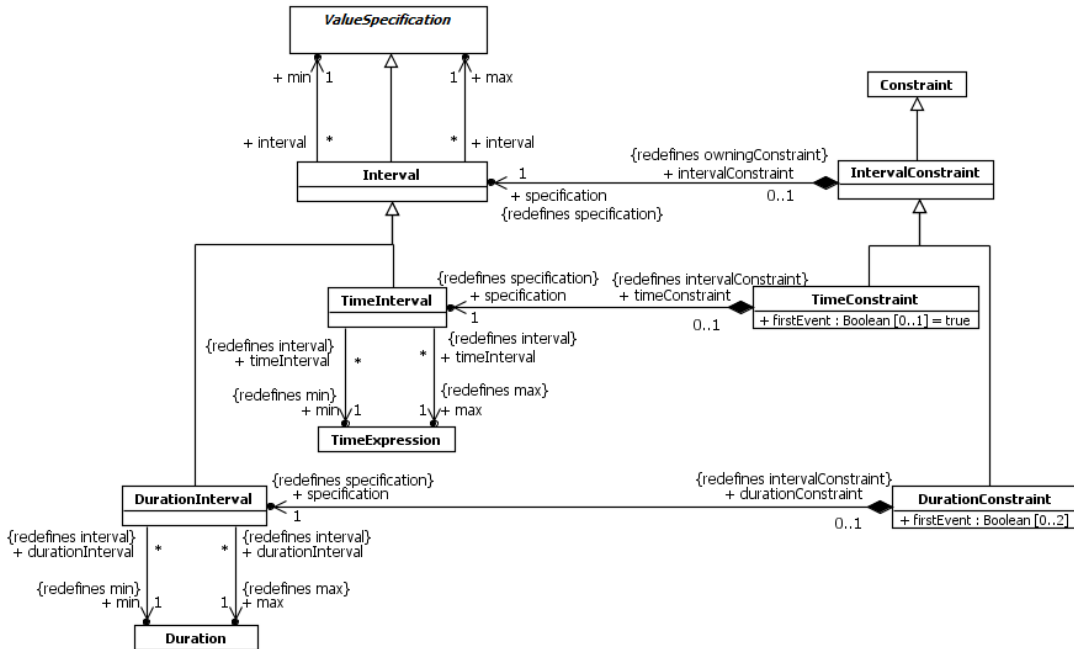 ValueSpecification
+ min
1
1
+ max
Constraint
+ interval
*
*
+ interval
{redefines owningConstraint}
+ intervalConstraint
Interval
1
0..1
IntervalConstraint
+ specification
{redefines specification}
{redefines specification}
+ specification
{redefines intervalConstraint}
+ timeConstraint
TimeInterval
1
0..1
TimeConstraint
+ firstEvent : Boolean [0..1] = true
{redefines interval}
+ timeInterval
*
*
{redefines interval}
+ timeInterval
{redefines min}
+ min
1
1
{redefines max}
+ max
TimeExpression
{redefines specification}
+ specification
{redefines intervalConstraint}
+ durationConstraint
DurationInterval
1
0..1
DurationConstraint
+ firstEvent : Boolean [0..2]
{redefines interval}
+ durationInterval
*
*
{redefines interval}
+ durationInterval
{redefines min}
+ min
1
1
{redefines max}
+ max
Duration